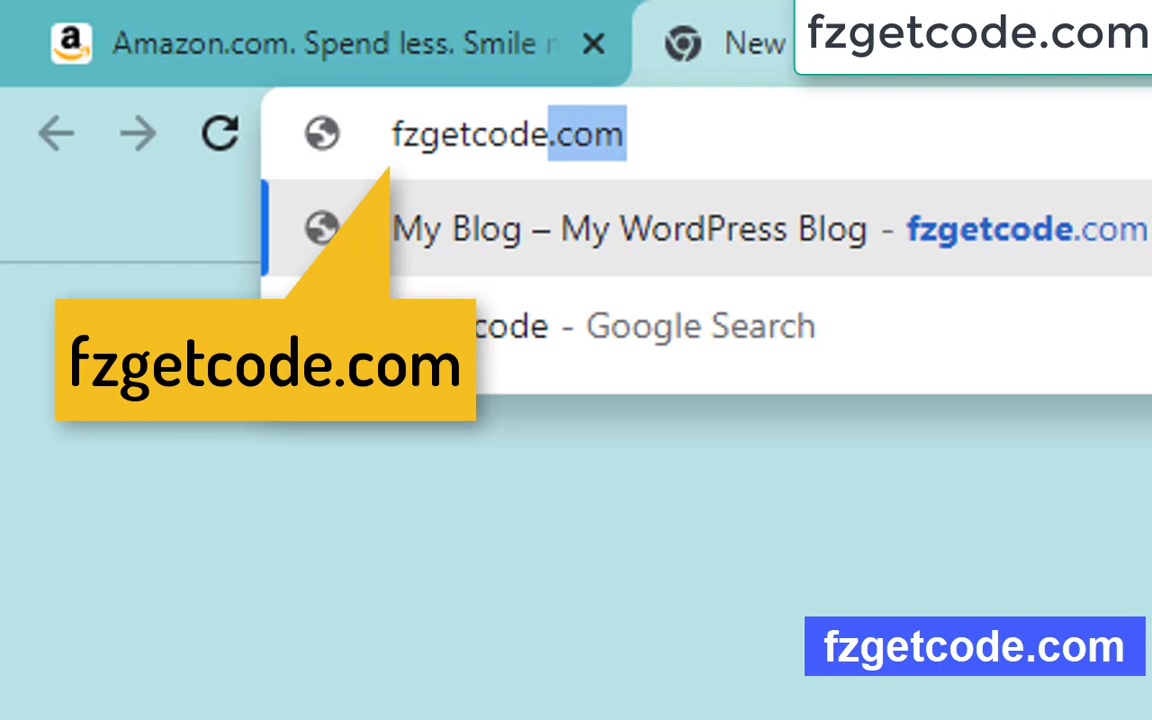 Amazon.com. Spend less. Smile
New
fzgetcode.com
fzgetcode.com
My Blog – My WordPress Blog - fzgetcode.com
code - Google Search
fzgetcode.com
fzgetcode.com